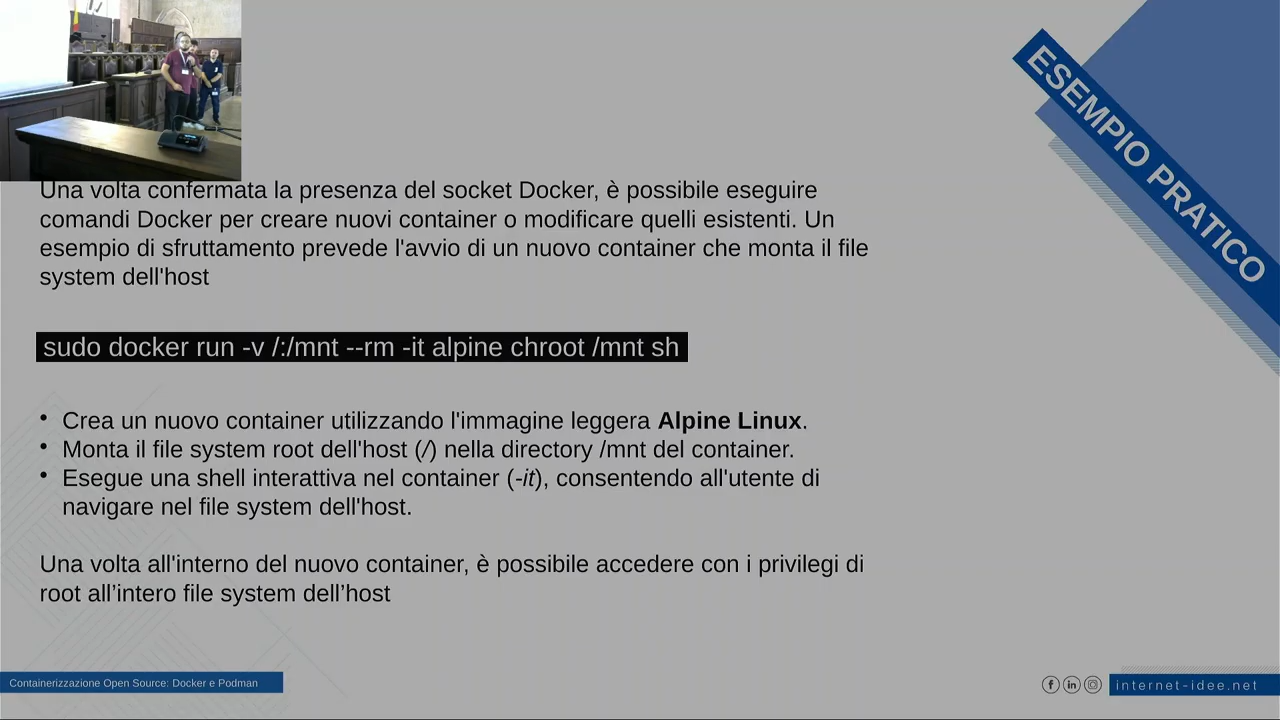 ESEMPIO PRATICO
Una volta confermata la presenza del socket Docker, è possibile eseguire
comandi Docker per creare nuovi container o modificare quelli esistenti. Un
esempio di sfruttamento prevede l'avvio di un nuovo container che monta il file
system dell'host
sudo docker run -v /:/mnt --rm -it alpine chroot /mnt sh
• Crea un nuovo container utilizzando l'immagine leggera Alpine Linux.
• Monta il file system root dell'host (/) nella directory /mnt del container.
• Esegue una shell interattiva nel container (-it), consentendo all'utente di
navigare nel file system dell'host.
Una volta all'interno del nuovo container, è possibile accedere con i privilegi di
root all’intero file system dell’host
Containerizzazione Open Source: Docker e Podman
internet-idee.net